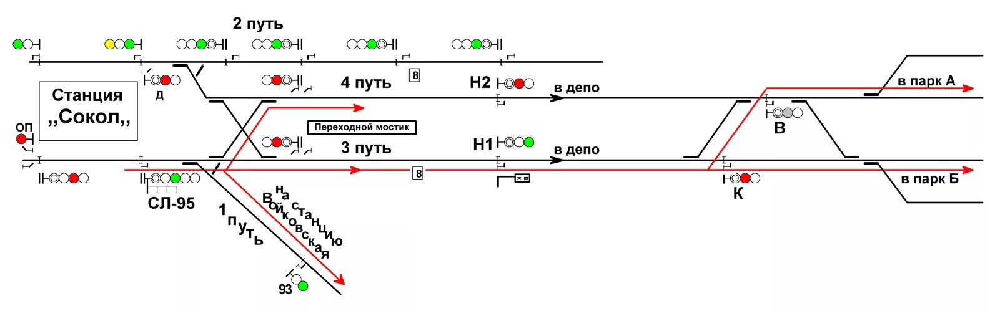 2 путь
Д
8
4 путь
Н2
в депо
в парк А
Станция
,,Сокол,,
ОП
Переходной мостик
В
Н1
3 путь
в депо
8
в парк Б
К
СЛ-95
1 путь
на станцию
Войковская
93